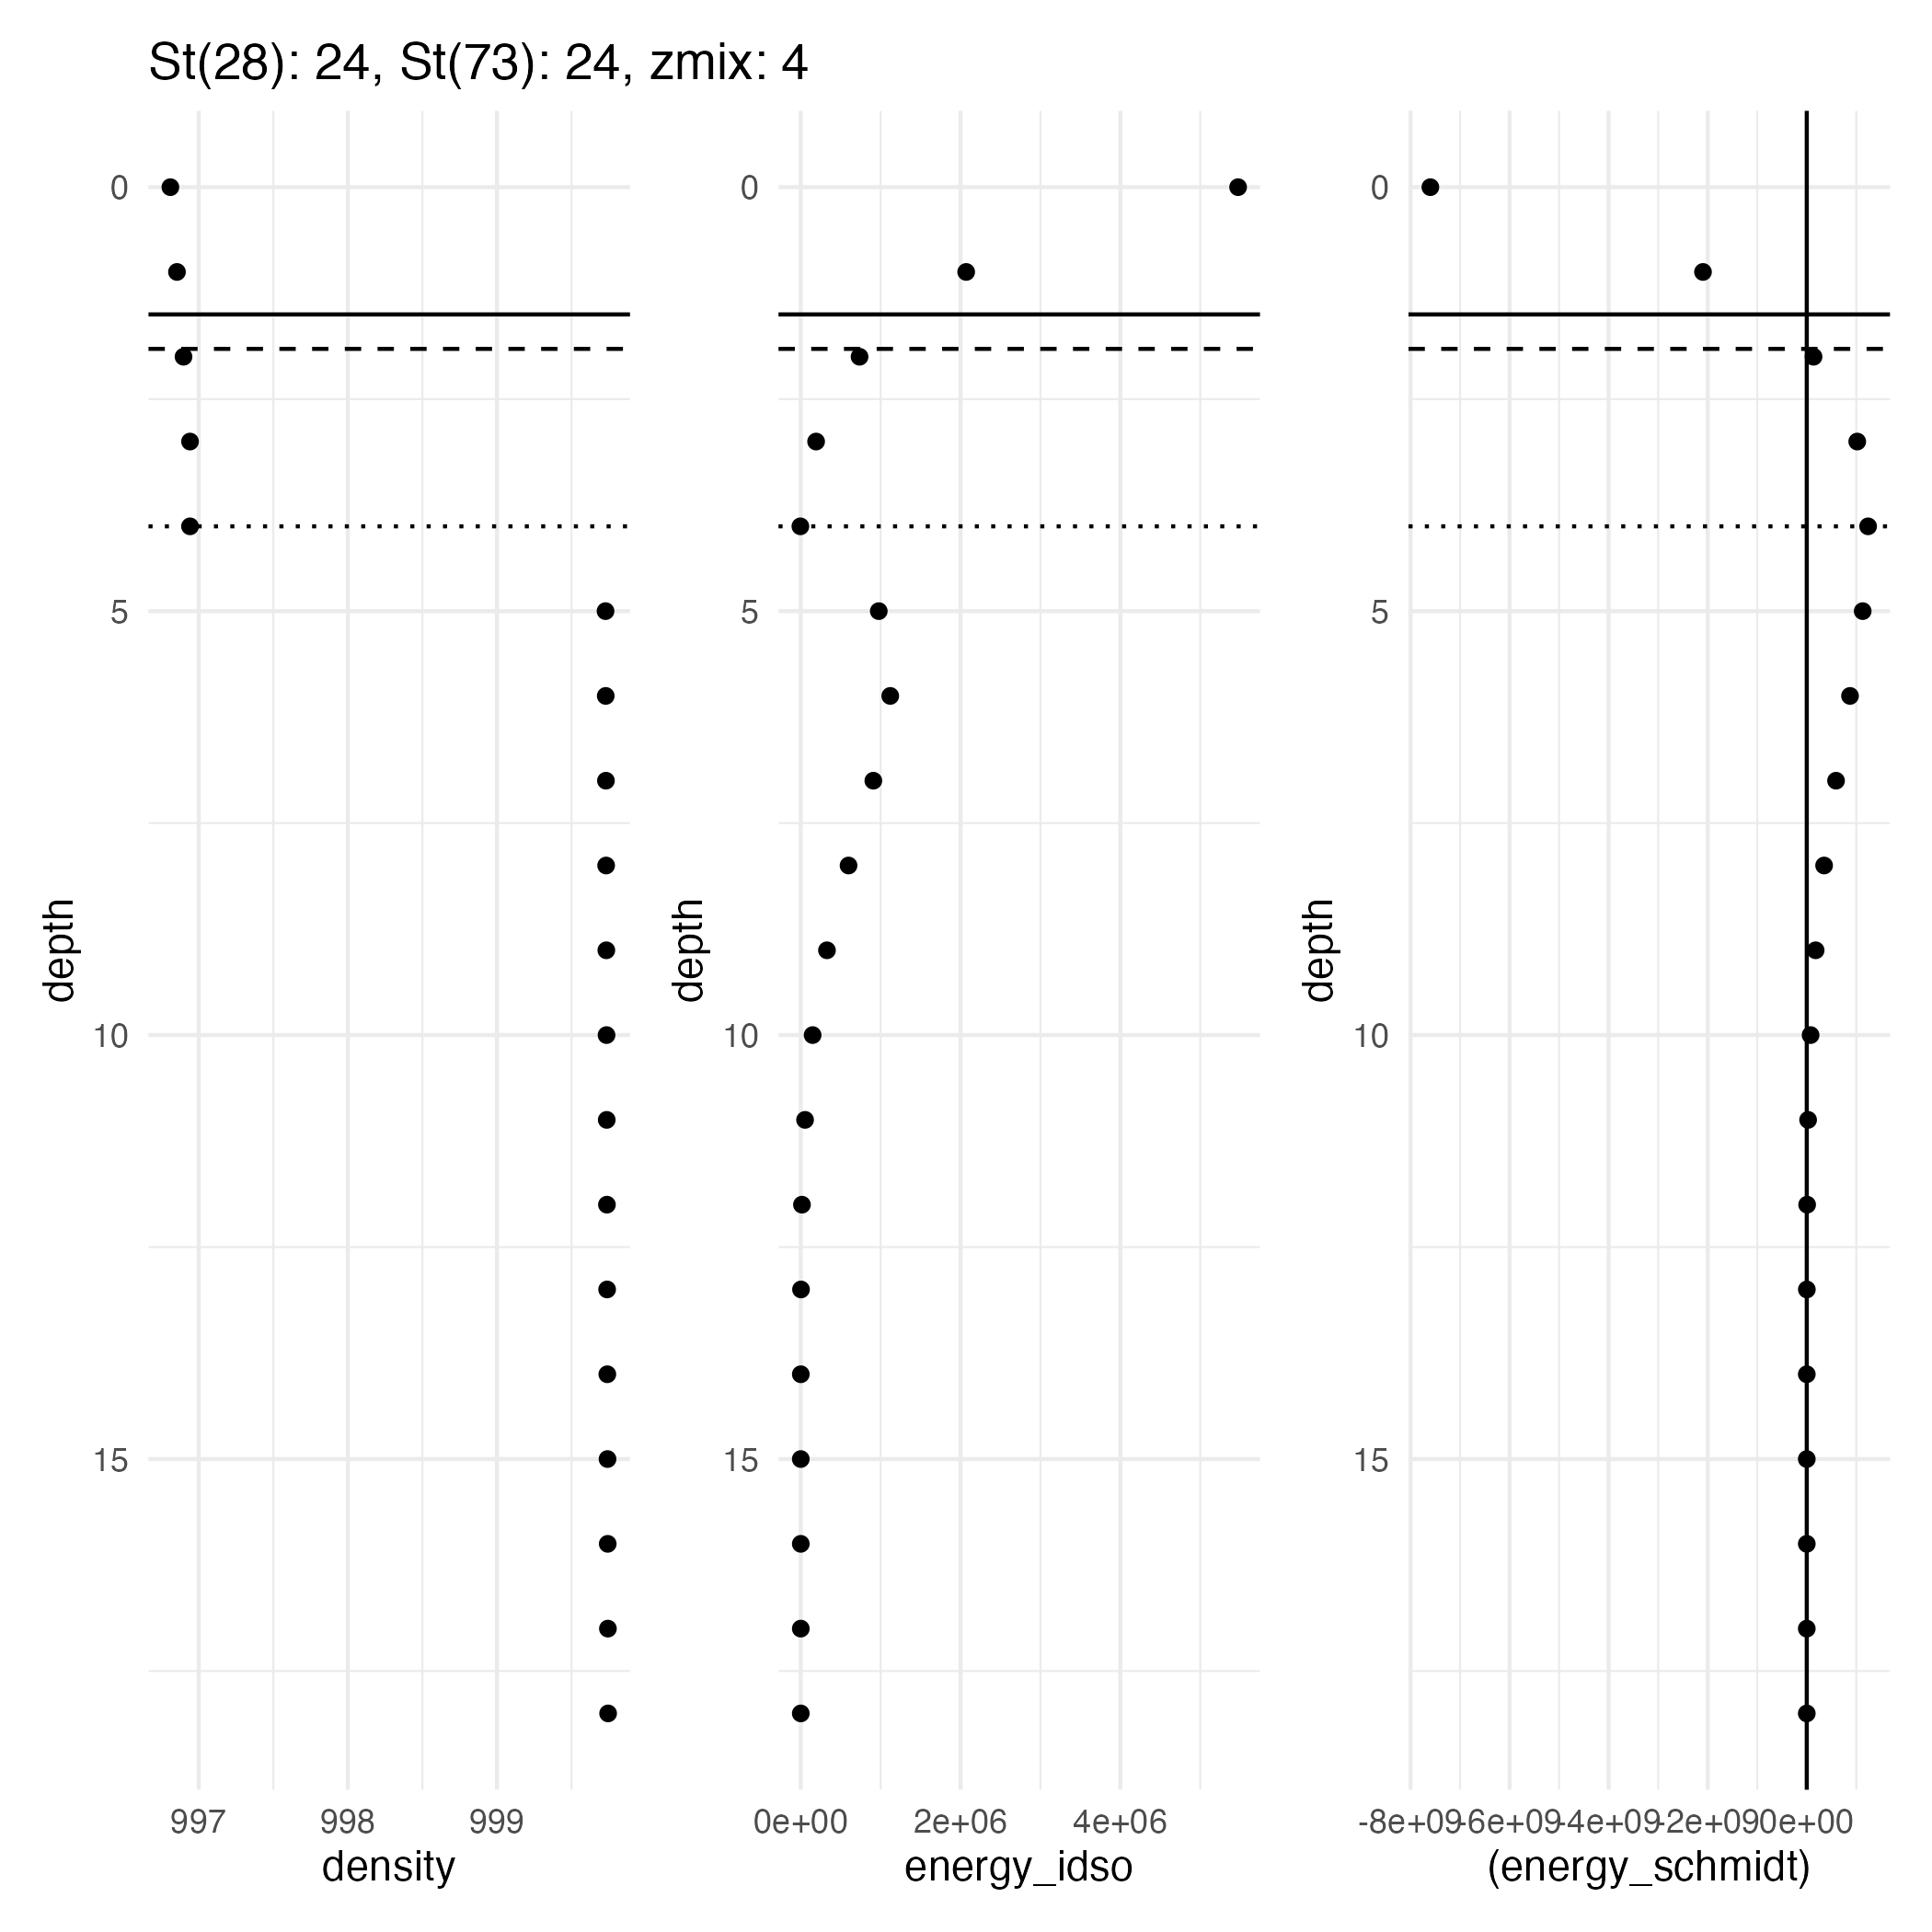 St(28): 24, St(73): 24, zmix: 4
0
5
10
15
depth
997 998 999
density
0
5
10
15
depth
0e+00 2e+06 4e+06
energy_idso
0
5
10
15
depth
-8e+09 -6e+09 -4e+09 -2e+09 0e+00
(energy_schmidt)